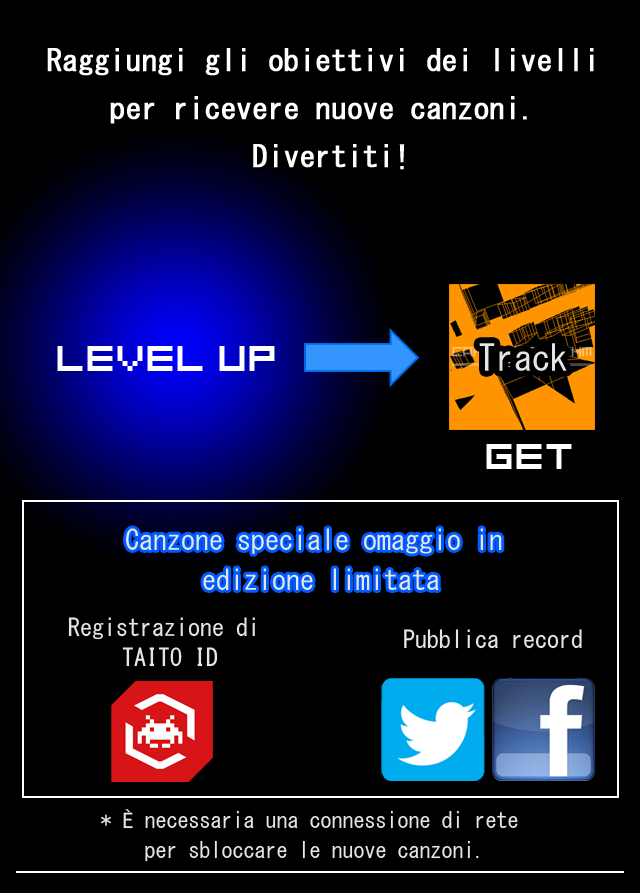 Raggiungi gli obiettivi dei livelli
per ricevere nuove canzoni.
Divertiti!
LEVEL UP
Track
GET
Canzone speciale omaggio in
edizione limitata
Registrazione di
TAITO ID
Pubblica record
* È necessaria una connessione di rete
per sbloccare le nuove canzoni.